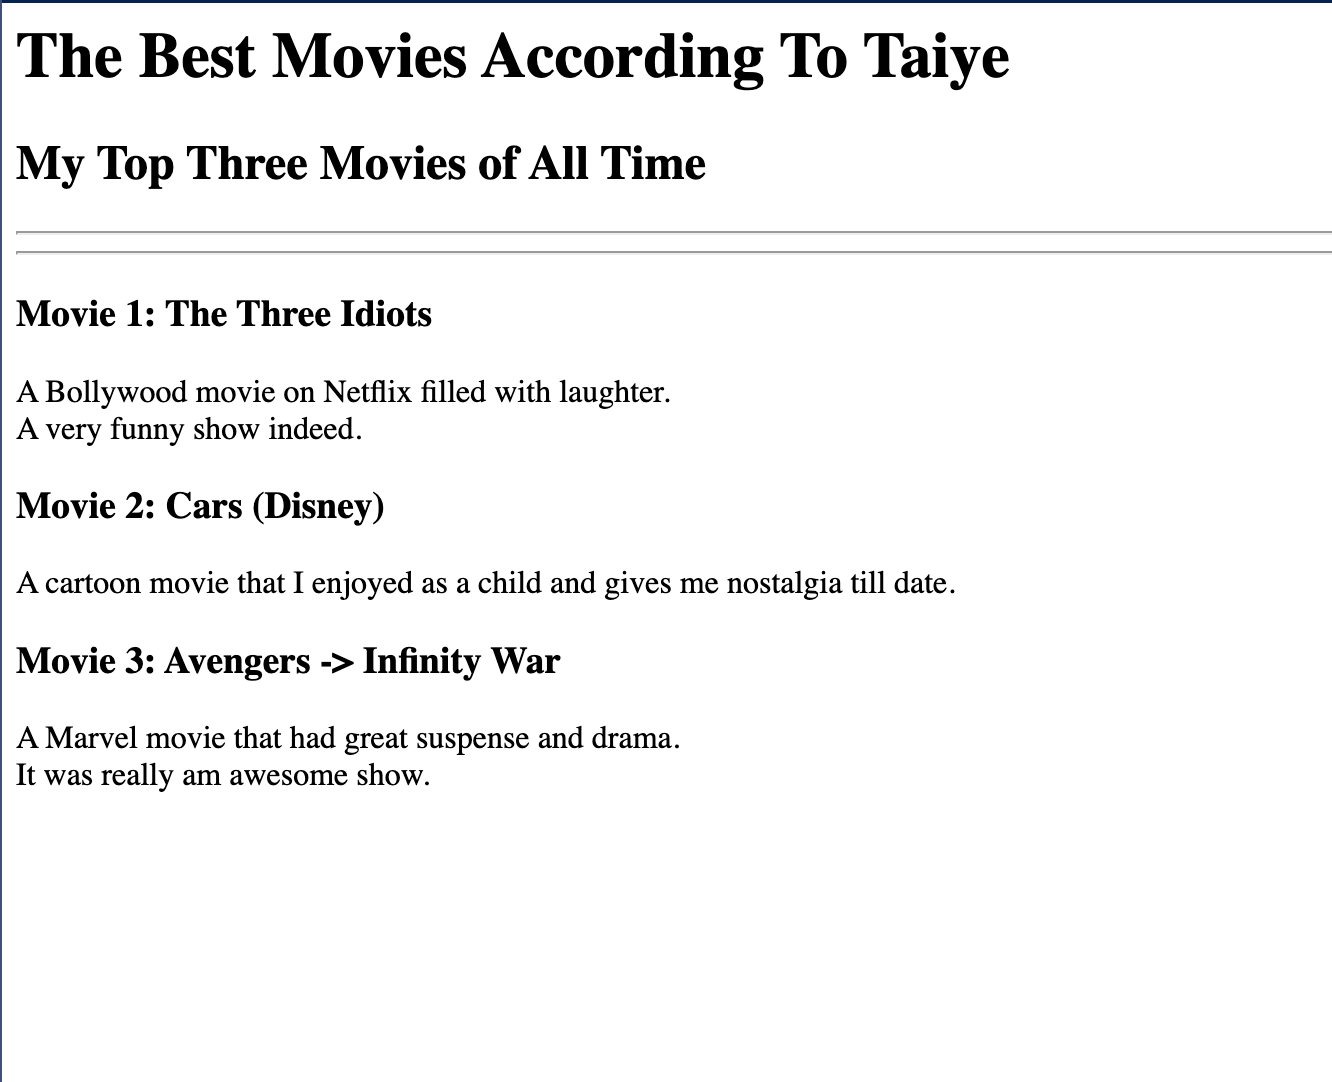 The Best Movies According To Taiye
My Top Three Movies of All Time
Movie 1: The Three Idiots
A Bollywood movie on Netflix filled with laughter.
A very funny show indeed.
Movie 2: Cars (Disney)
A cartoon movie that I enjoyed as a child and gives me nostalgia till date.
Movie 3: Avengers -> Infinity War
A Marvel movie that had great suspense and drama.
It was really am awesome show.